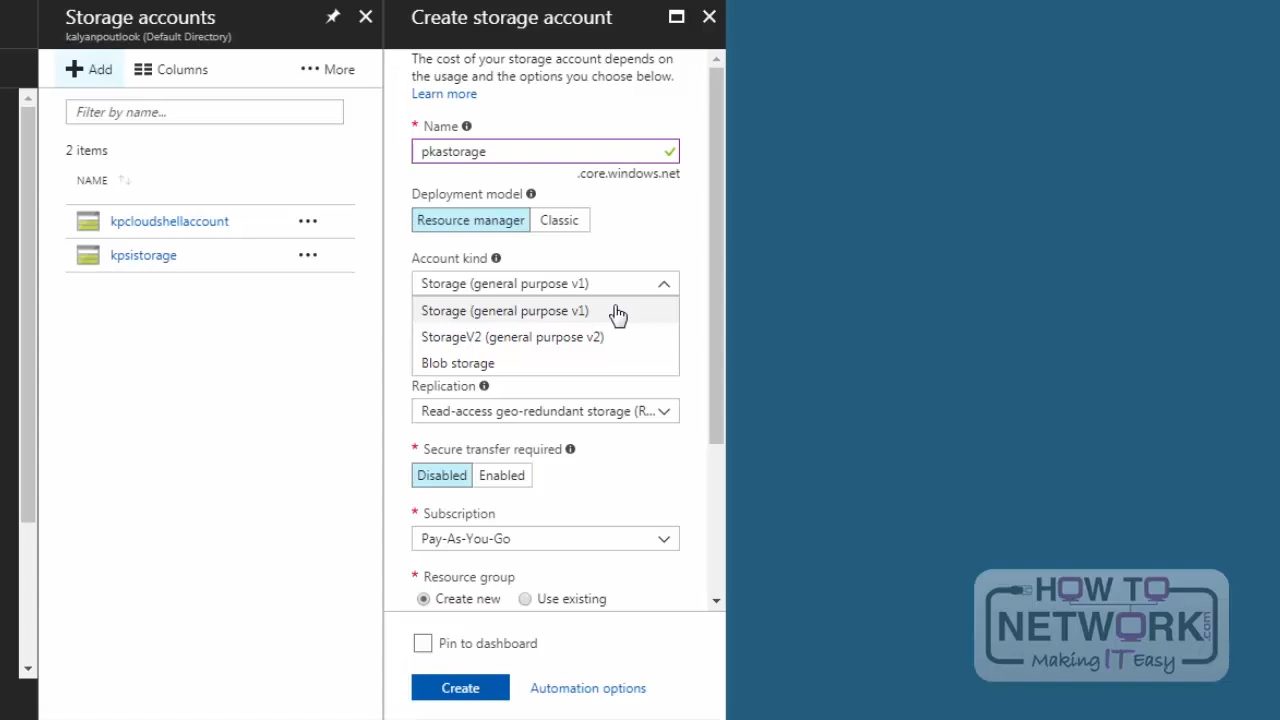 Storage accounts
kalyanpoutlook (Default Directory)
Add
Columns
More
Filter by name...
2 items
NAME
kpcloudshellaccount
kpsistorage
Create storage account
The cost of your storage account depends on
the usage and the options you choose below.
Learn more
* Name
pkastorage
.core.windows.net
Deployment model
Resource manager
Classic
Account kind
Storage (general purpose v1)
Storage (general purpose v1)
StorageV2 (general purpose v2)
Blob storage
Replication
Read-access geo-redundant storage (R...
* Secure transfer required
Disabled
Enabled
* Subscription
Pay-As-You-Go
* Resource group
Create new
Use existing
Pin to dashboard
Create
Automation options
HOW TO
NETWORK.com
Making IT Easy